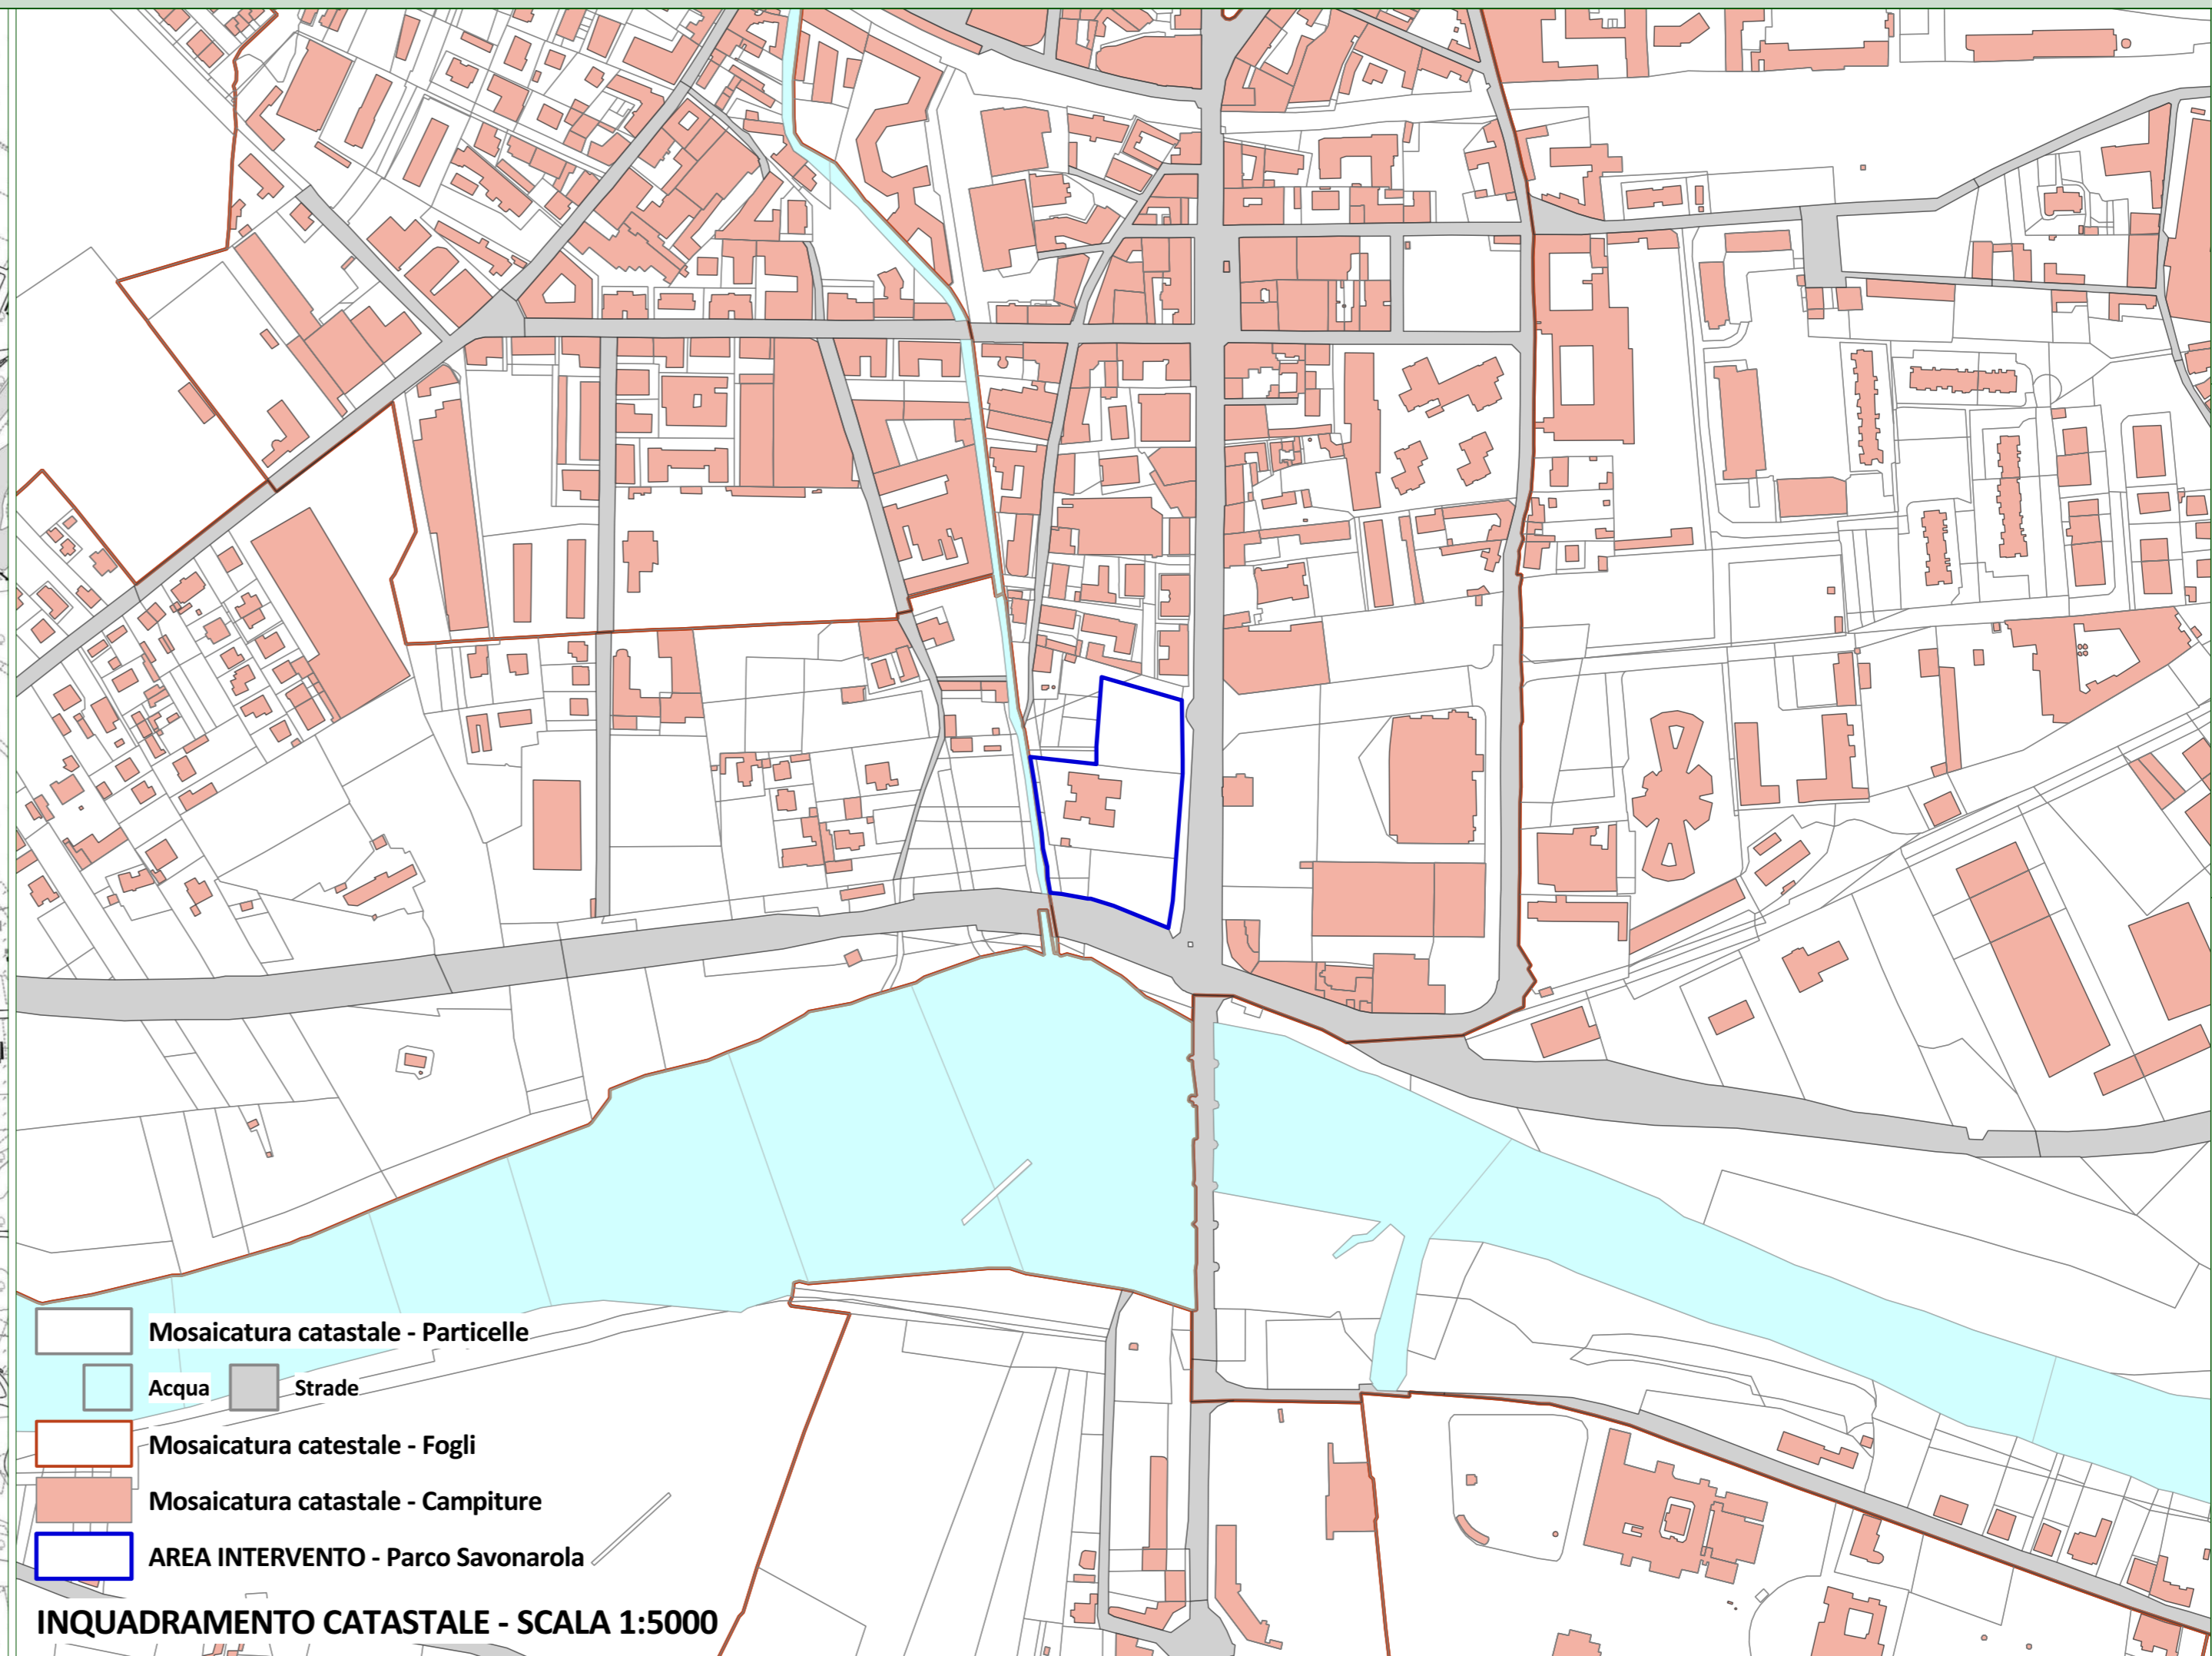 Mosaicatura catastale - Particelle
Acqua Strade
Mosaicatura catestale - Fogli
Mosaicatura catastale - Campiture
AREA INTERVENTO - Parco Savonarola
INQUADRAMENTO CATASTALE - SCALA 1:5000